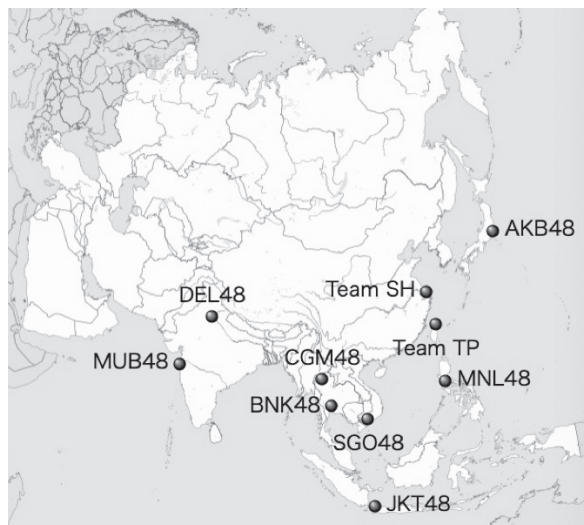 AKB48
Team SH
DEL48
Team TP
MUB48
CGM48
MNL48
BNK48
SGO48
JKT48